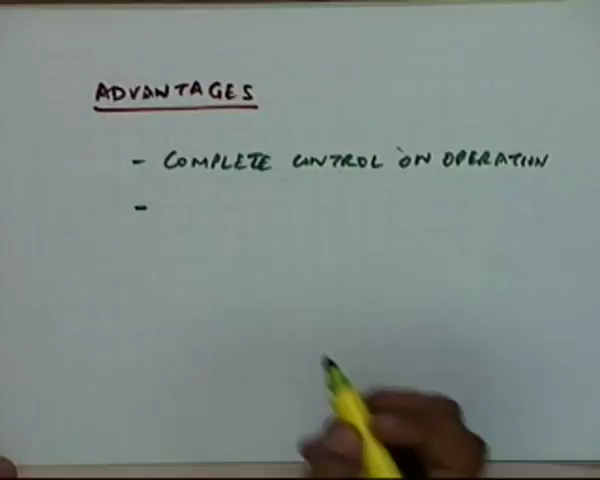 ADVANTAGES
- COMPLETE CONTROL ON OPERATION
-